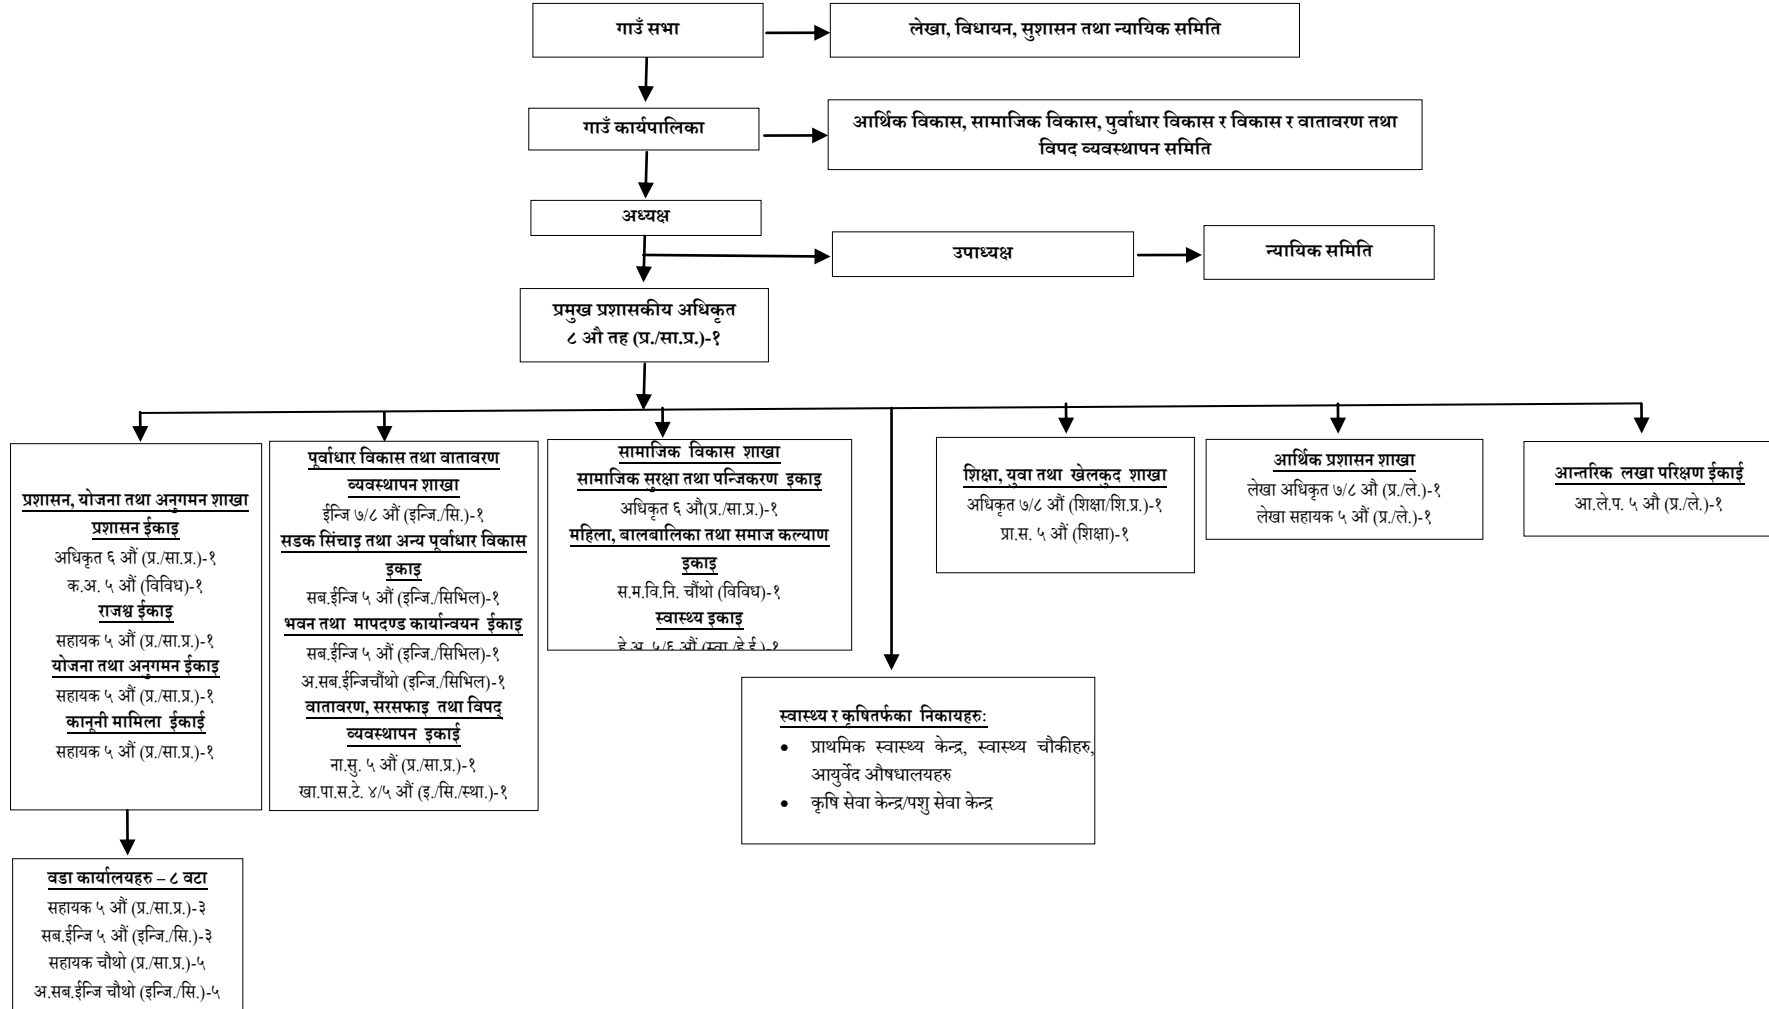 गाउँ सभा
लेखा, विधायन, सुशासन तथा न्यायिक समिति
गाउँ कार्यपालिका
आर्थिक विकास, सामाजिक विकास, पुर्वाधार विकास र विकास र वातावरण तथा
विपद व्यवस्थापन समिति
अध्यक्ष
उपाध्यक्ष
न्यायिक समिति
प्रमुख प्रशासकीय अधिकृत
८ औ तह (प्र./सा.प्र.)-१
प्रशासन, योजना तथा अनुगमन शाखा
प्रशासन ईकाइ
अधिकृत ६ औं (प्र./सा.प्र.)-१
क.अ. ५ औं (विविध)-१
राजश्व ईकाइ
सहायक ५ औं (प्र./सा.प्र.)-१
योजना तथा अनुगमन ईकाइ
सहायक ५ औं (प्र./सा.प्र.)-१
कानूनी मामिला ईकाई
सहायक ५ औं (प्र./सा.प्र.)-१
पूर्वाधार विकास तथा वातावरण
व्यवस्थापन शाखा
ईन्जि ७/८ औं (इन्जि./सि.)-१
सडक सिंचाइ तथा अन्य पूर्वाधार विकास
इकाइ
सब.ईन्जि ५ औं (इन्जि./सिभिल)-१
भवन तथा मापदण्ड कार्यान्वयन ईकाइ
सब.ईन्जि ५ औं (इन्जि./सिभिल)-१
अ.सब.ईन्जिचौंथो (इन्जि./सिभिल)-१
वातावरण, सरसफाइ तथा विपद्
व्यवस्थापन इकाई
ना.सु. ५ औं (प्र./सा.प्र.)-१
खा.पा.स.टे. ४/५ औं (इ./सि./स्था.)-१
सामाजिक विकास शाखा
सामाजिक सुरक्षा तथा पन्जिकरण इकाइ
अधिकृत ६ औं(प्र./सा.प्र.)-१
महिला, बालबालिका तथा समाज कल्याण
इकाइ
स.म.वि.नि. चौंथो (विविध)-१
स्वास्थ्य इकाइ
हे.अ. ५/६ औं (स्वा./हे.ई.)-१
स्वास्थ्य र कृषितर्फका निकायहरु:
• प्राथमिक स्वास्थ्य केन्द्र, स्वास्थ्य चौकीहरु,
आयुर्वेद औषधालयहरु
• कृषि सेवा केन्द्र/पशु सेवा केन्द्र
शिक्षा, युवा तथा खेलकुद शाखा
अधिकृत ७/८ औं (शिक्षा/शि.प्र.)-१
प्रा.स. ५ औं (शिक्षा)-१
आर्थिक प्रशासन शाखा
लेखा अधिकृत ७/८ औ (प्र./ले.)-१
लेखा सहायक ५ औं (प्र./ले.)-१
आन्तरिक लखा परिक्षण ईकाई
आ.ले.प. ५ औ (प्र./ले.)-१
वडा कार्यालयहरु – ८ वटा
सहायक ५ औं (प्र./सा.प्र.)-३
सब.ईन्जि ५ औं (इन्जि./सि.)-३
सहायक चौथो (प्र./सा.प्र.)-५
अ.सब.ईन्जि चौथो (इन्जि./सि.)-५